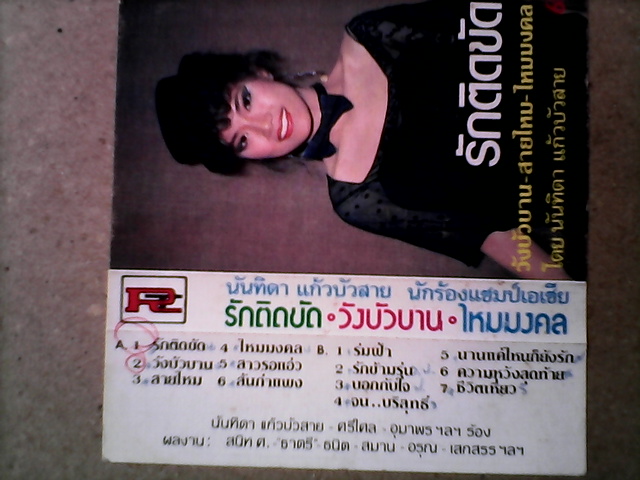 รักติดขัด
วังบัวบาน-สายไหม-ไหมมงคล
โดย นันทิดา แก้วบัวสาย
นันทิดา แก้วบัวสาย นักร้องแชมป์เอเซีย
รักติดขัด • วังบัวบาน • ไหมมงคล
A. 1 รักติดขัด 4 ไหมมงคล B. 1 ร่มฟ้า 5 นานแค่ไหนก็ยังรัก
2 วังบัวบาน 5 สาวรอแอ่ว 2 รักข้ามรุ่น 6 ความหวังสุดท้าย
3 สายไหม 6 สันกำแพง 3 บอกกับใจ 7 ชีวิตเกี่ยว
4 จน..บริสุทธิ์
นันทิดา แก้วบัวสาย - ศรีไศล - อุมาพร ฯลฯ ร้อง
ผลงาน : สนิท ศ. - "ธาตรี" - ธนิต - สมาน - อรุณ - เลกสรร ฯลฯ